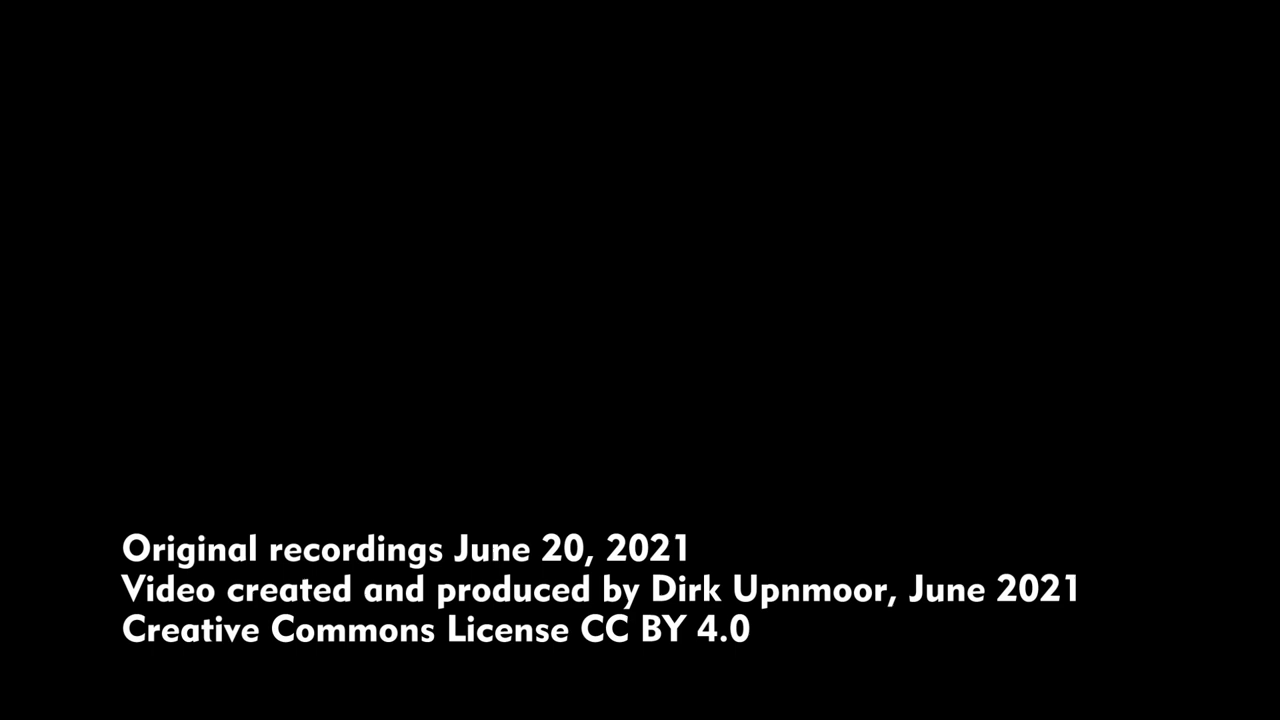 Original recordings June 20, 2021
Video created and produced by Dirk Upnmoor, June 2021
Creative Commons License CC BY 4.0